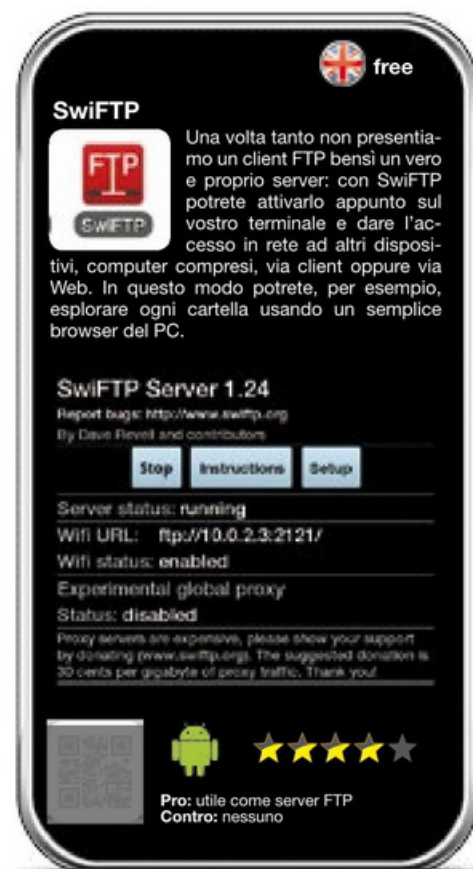 free
SwiFTP
FTP
SwiFTP
Una volta tanto non presentia-
mo un client FTP bensì un vero
e proprio server: con SwiFTP
potrete attivarlo appunto sul
vostro terminale e dare l'ac-
cesso in rete ad altri disposi-
tivi, computer compresi, via client oppure via
Web. In questo modo potrete, per esempio,
esplorare ogni cartella usando un semplice
browser del PC.
SwiFTP Server 1.24
Report bugs: http://www.swiftp.org
By Dave Revell and contributors
Stop Instructions Setup
Server status: running
Wifi URL: ftp://10.0.2.3:2121/
Wifi status: enabled
Experimental global proxy
Status: disabled
Proxy servers are expensive, please show your support
by donating (www.swiftp.org). The suggested donation is
30 cents per gigabyte of proxy traffic. Thank you!
Pro: utile come server FTP
Contro: nessuno